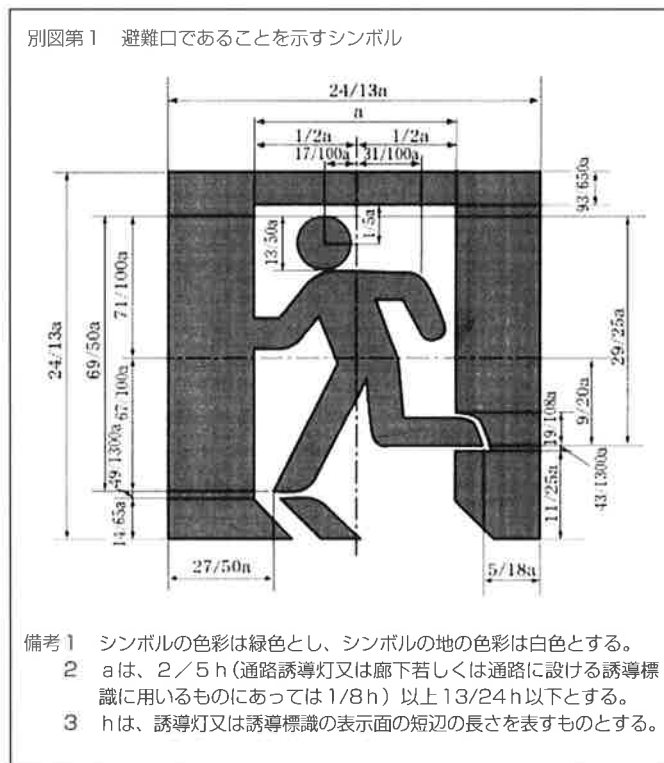 別図第1　避難口であることを示すシンボル
24/13a
a
1/2a
1/2a
17/100a
31/100a
93/650a
1/5a
13/50a
71/100a
69/50a
24/13a
67/100a
49/1300a
14/65a
29/25a
9/20a
19/108a
43/1300a
11/25a
27/50a
5/18a
備考1　シンボルの色彩は緑色とし、シンボルの地の色彩は白色とする。
2　aは、2／5h（通路誘導灯又は廊下若しくは通路に設ける誘導標
識に用いるものにあっては1/8h）以上13/24h以下とする。
3　hは、誘導灯又は誘導標識の表示面の短辺の長さを表すものとする。